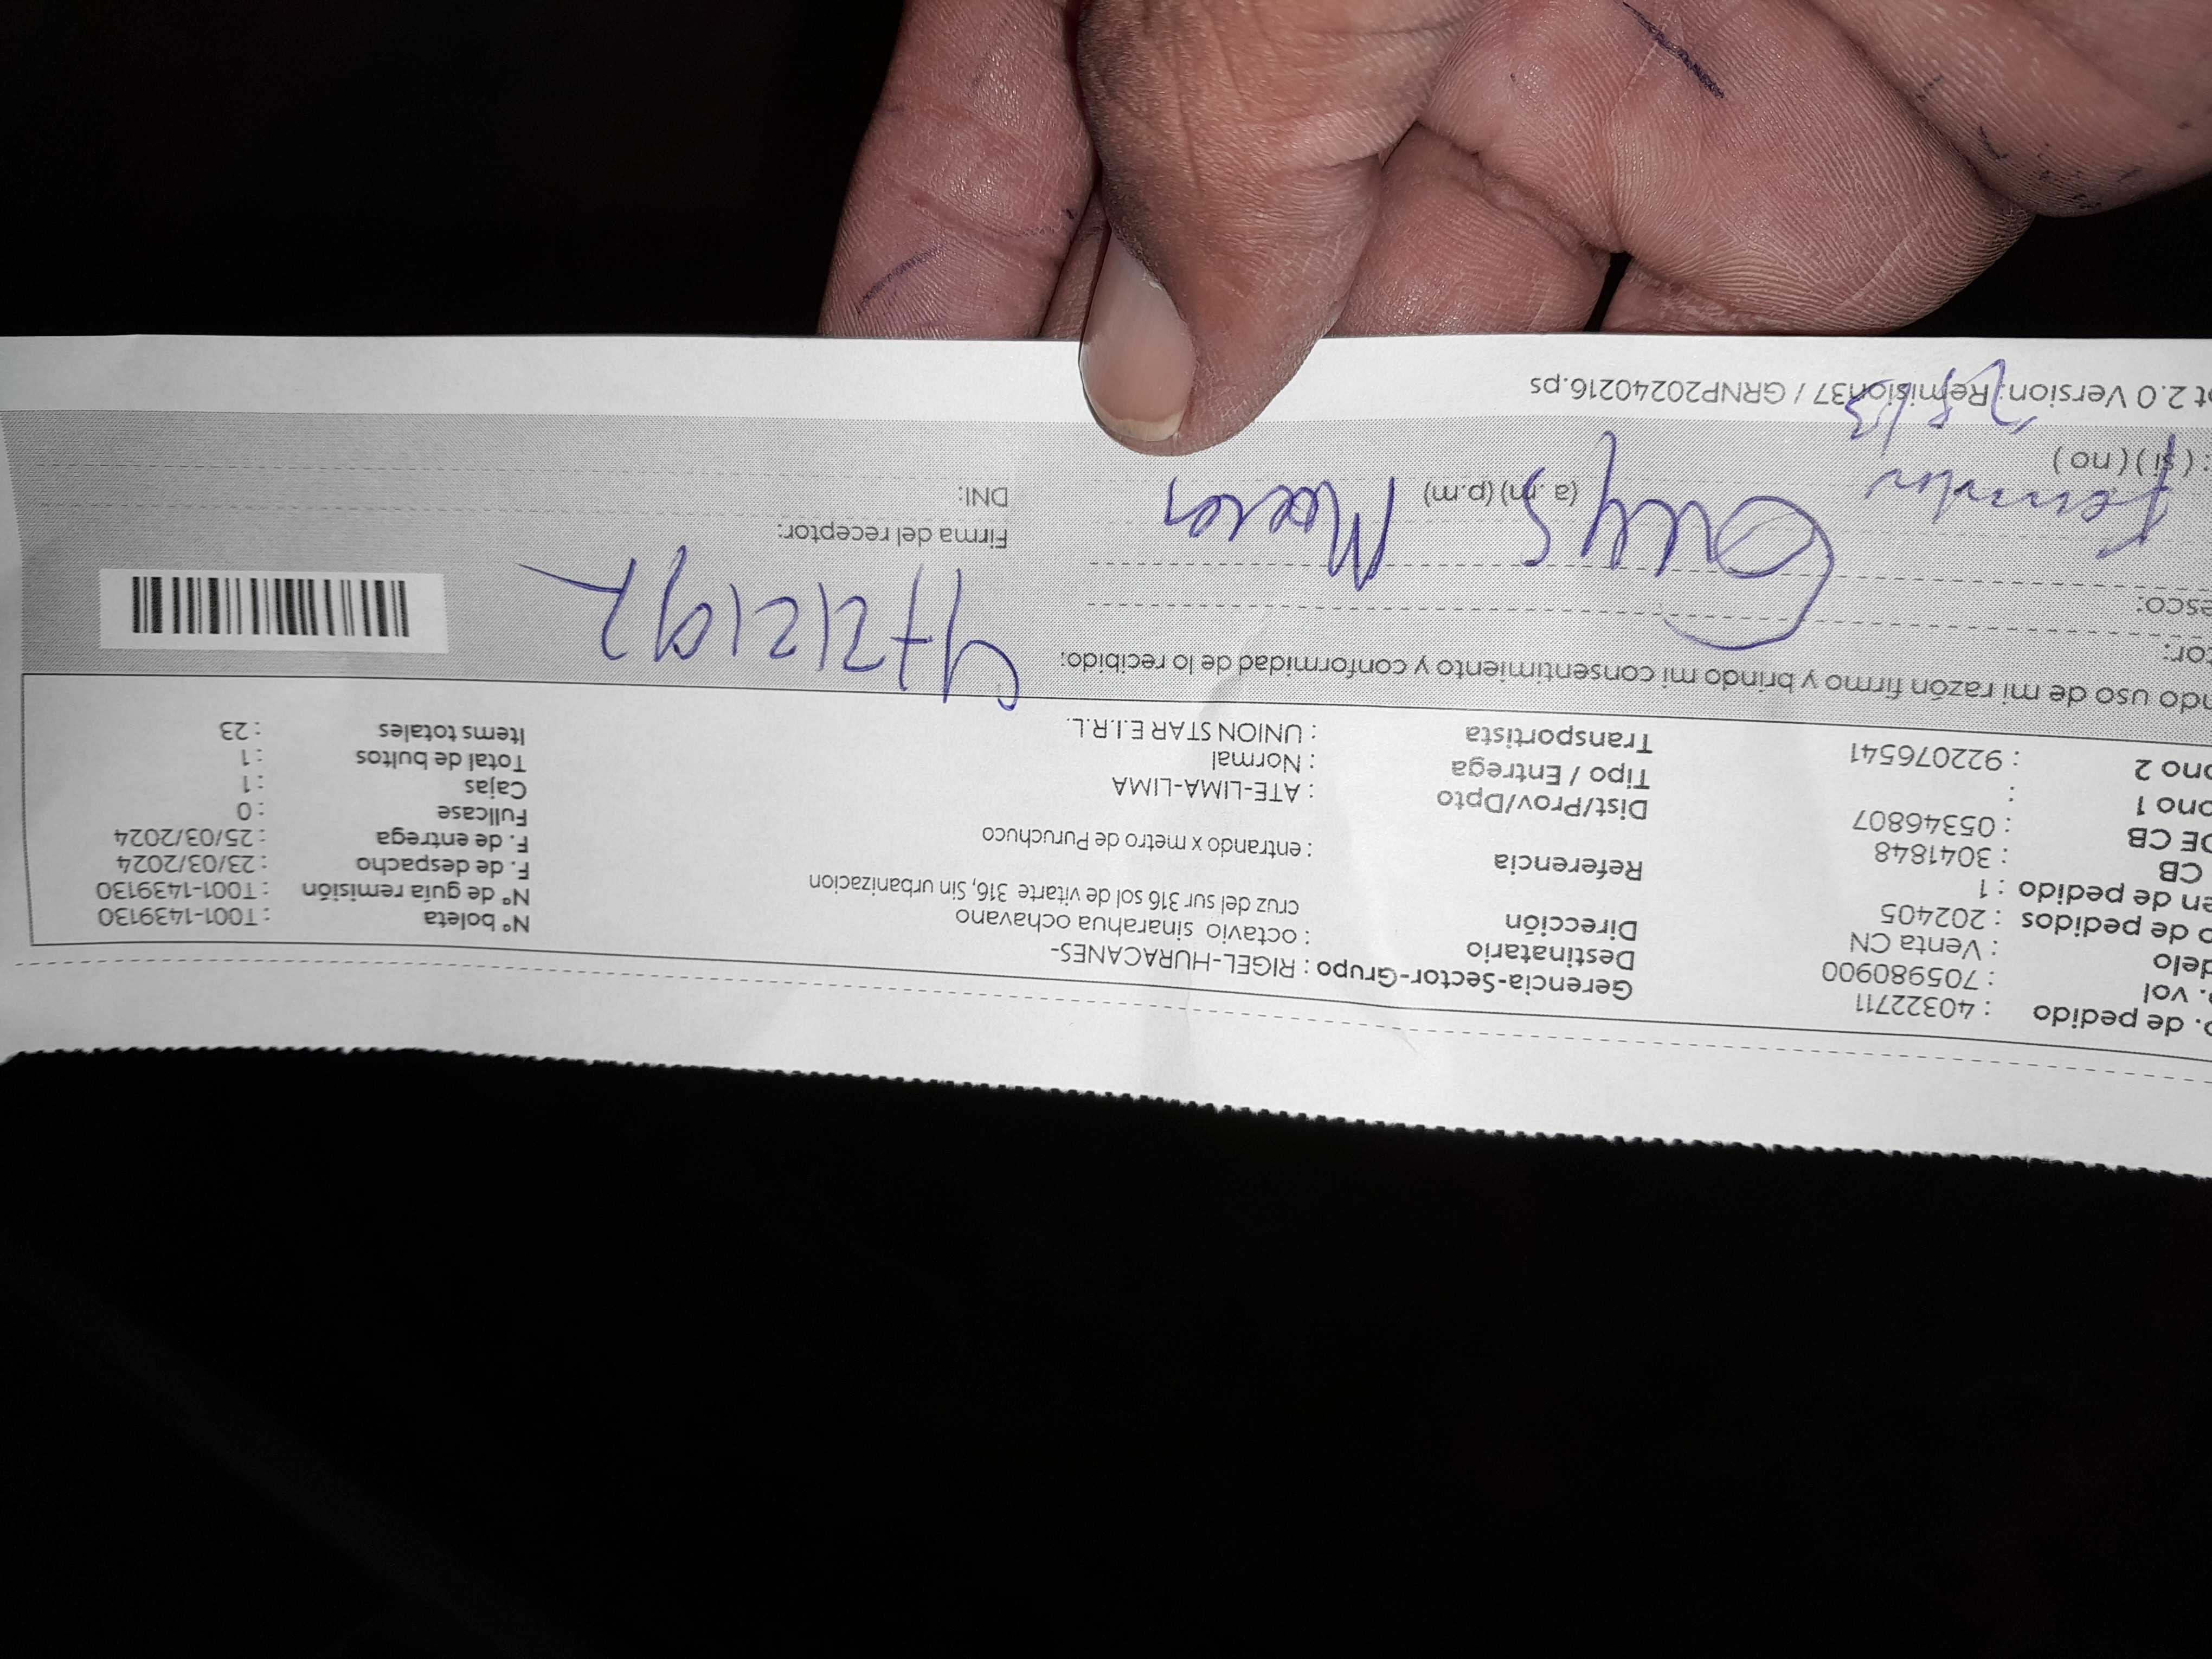 . de pedido : 40322711
. vol : 705980900
delo : Venta CN
o de pedidos : 202405
en de pedido : 1
CB : 3041848
DE CB : 05346807
ono 1 :
ono 2 : 922076541
Gerencia-Sector-Grupo : RIGEL-HURACANES-
Destinatario : octavio sinarahua ochavano
Dirección cruz del sur 316 sol de vitarte 316, Sin urbanizacion
Referencia : entrando x metro de Puruchuco
Dist/Prov/Dpto : ATE-LIMA-LIMA
Tipo / Entrega : Normal
Transportista : UNION STAR E.I.R.L.
N° boleta : T001-1439130
N° de guía remisión : T001-1439130
F. de despacho : 23/03/2024
F. de entrega : 25/03/2024
Fullcase : 0
Cajas : 1
Total de bultos : 1
Items totales : 23
ndo uso de mi razón firmo y brindo mi consentimiento y conformidad de lo recibido:
tor:
esco:
: ( si ) ( no )
(a.m) (p.m)
Firma del receptor:
DNI:
pt 2.0 Version: Remision37 / GRNP20240216.ps